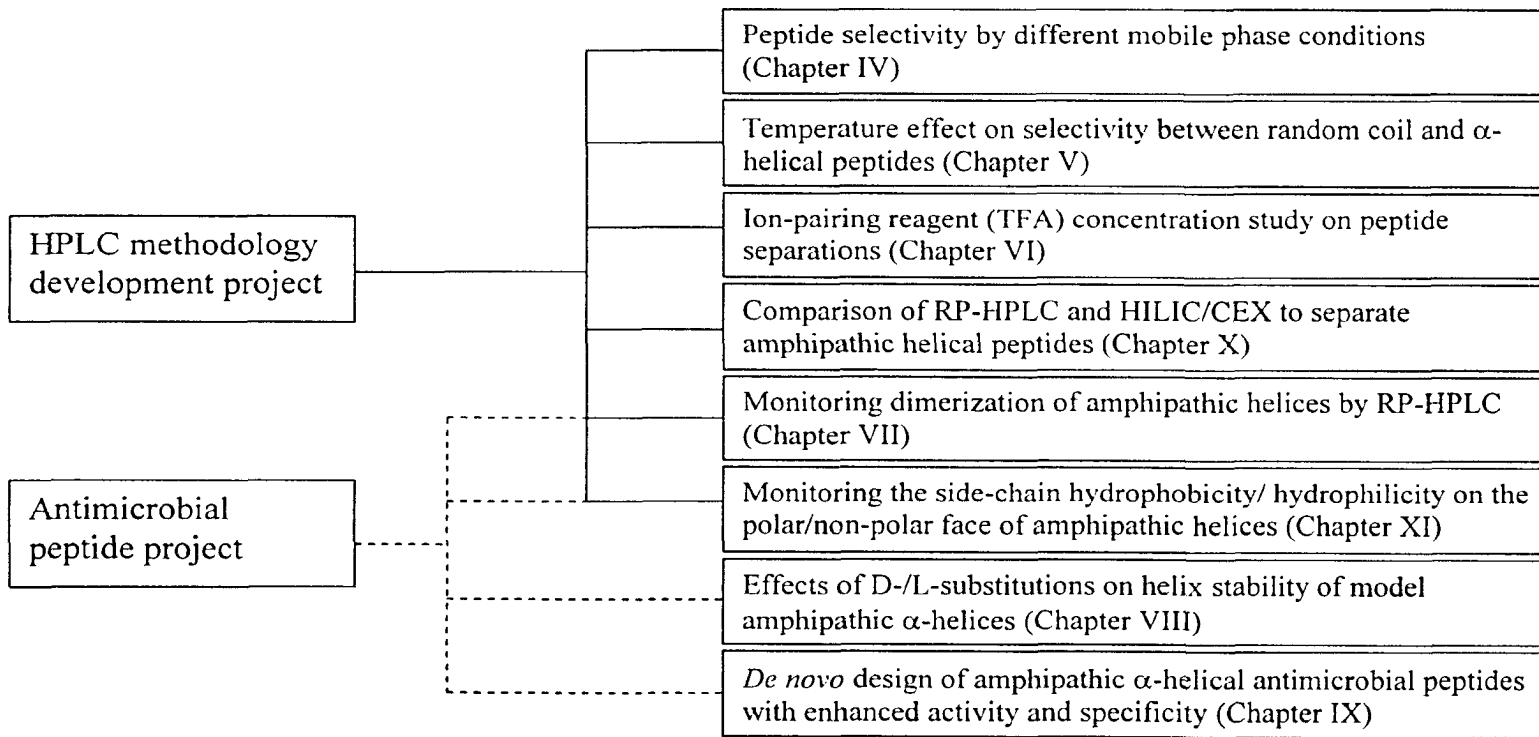 HPLC methodology
development project
Antimicrobial
peptide project
Peptide selectivity by different mobile phase conditions
(Chapter IV)
Temperature effect on selectivity between random coil and α-
helical peptides (Chapter V)
Ion-pairing reagent (TFA) concentration study on peptide
separations (Chapter VI)
Comparison of RP-HPLC and HILIC/CEX to separate
amphipathic helical peptides (Chapter X)
Monitoring dimerization of amphipathic helices by RP-HPLC
(Chapter VII)
Monitoring the side-chain hydrophobicity/ hydrophilicity on the
polar/non-polar face of amphipathic helices (Chapter XI)
Effects of D-/L-substitutions on helix stability of model
amphipathic α-helices (Chapter VIII)
De novo design of amphipathic α-helical antimicrobial peptides
with enhanced activity and specificity (Chapter IX)